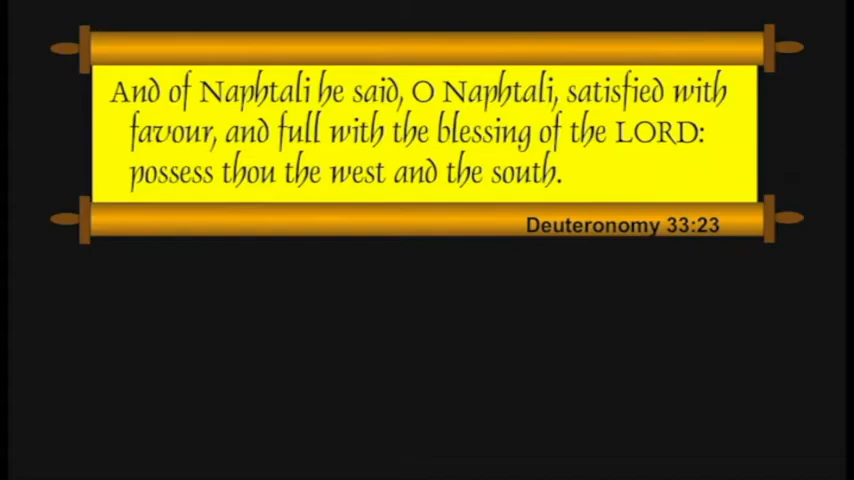 And of Naphtali he said, O Naphtali, satisfied with
favour, and full with the blessing of the LORD:
possess thou the west and the south.
Deuteronomy 33:23